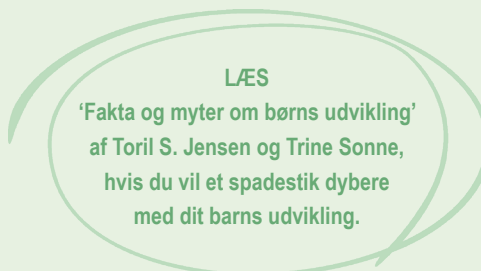 LÆS
‘Fakta og myter om børns udvikling’
af Toril S. Jensen og Trine Sonne,
hvis du vil et spadestik dybere
med dit barns udvikling.